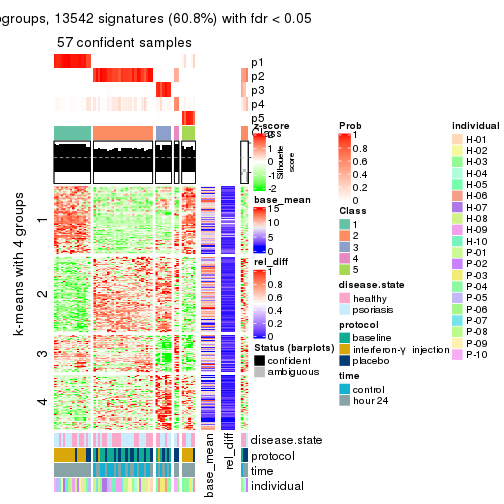 ogroups, 13542 signatures (60.8%) with fdr < 0.05
57 confident samples
p1
p2
p3
p4
p5
Class
Silhouette score
k-means with 4 groups
1
2
3
4
base_mean
rel_diff
disease.state
protocol
time
individual
z-score
2
1
0
-1
-2
base_mean
15
10
5
0
rel_diff
1
0.8
0.6
0.4
0.2
0
Status (barplots)
confident
ambiguous
Prob
1
0.8
0.6
0.4
0.2
0
Class
1
2
3
4
5
disease.state
healthy
psoriasis
protocol
baseline
interferon-γ injection
placebo
time
control
hour 24
individual
H-01
H-02
H-03
H-04
H-05
H-06
H-07
H-08
H-09
H-10
P-01
P-02
P-03
P-04
P-05
P-06
P-07
P-08
P-09
P-10